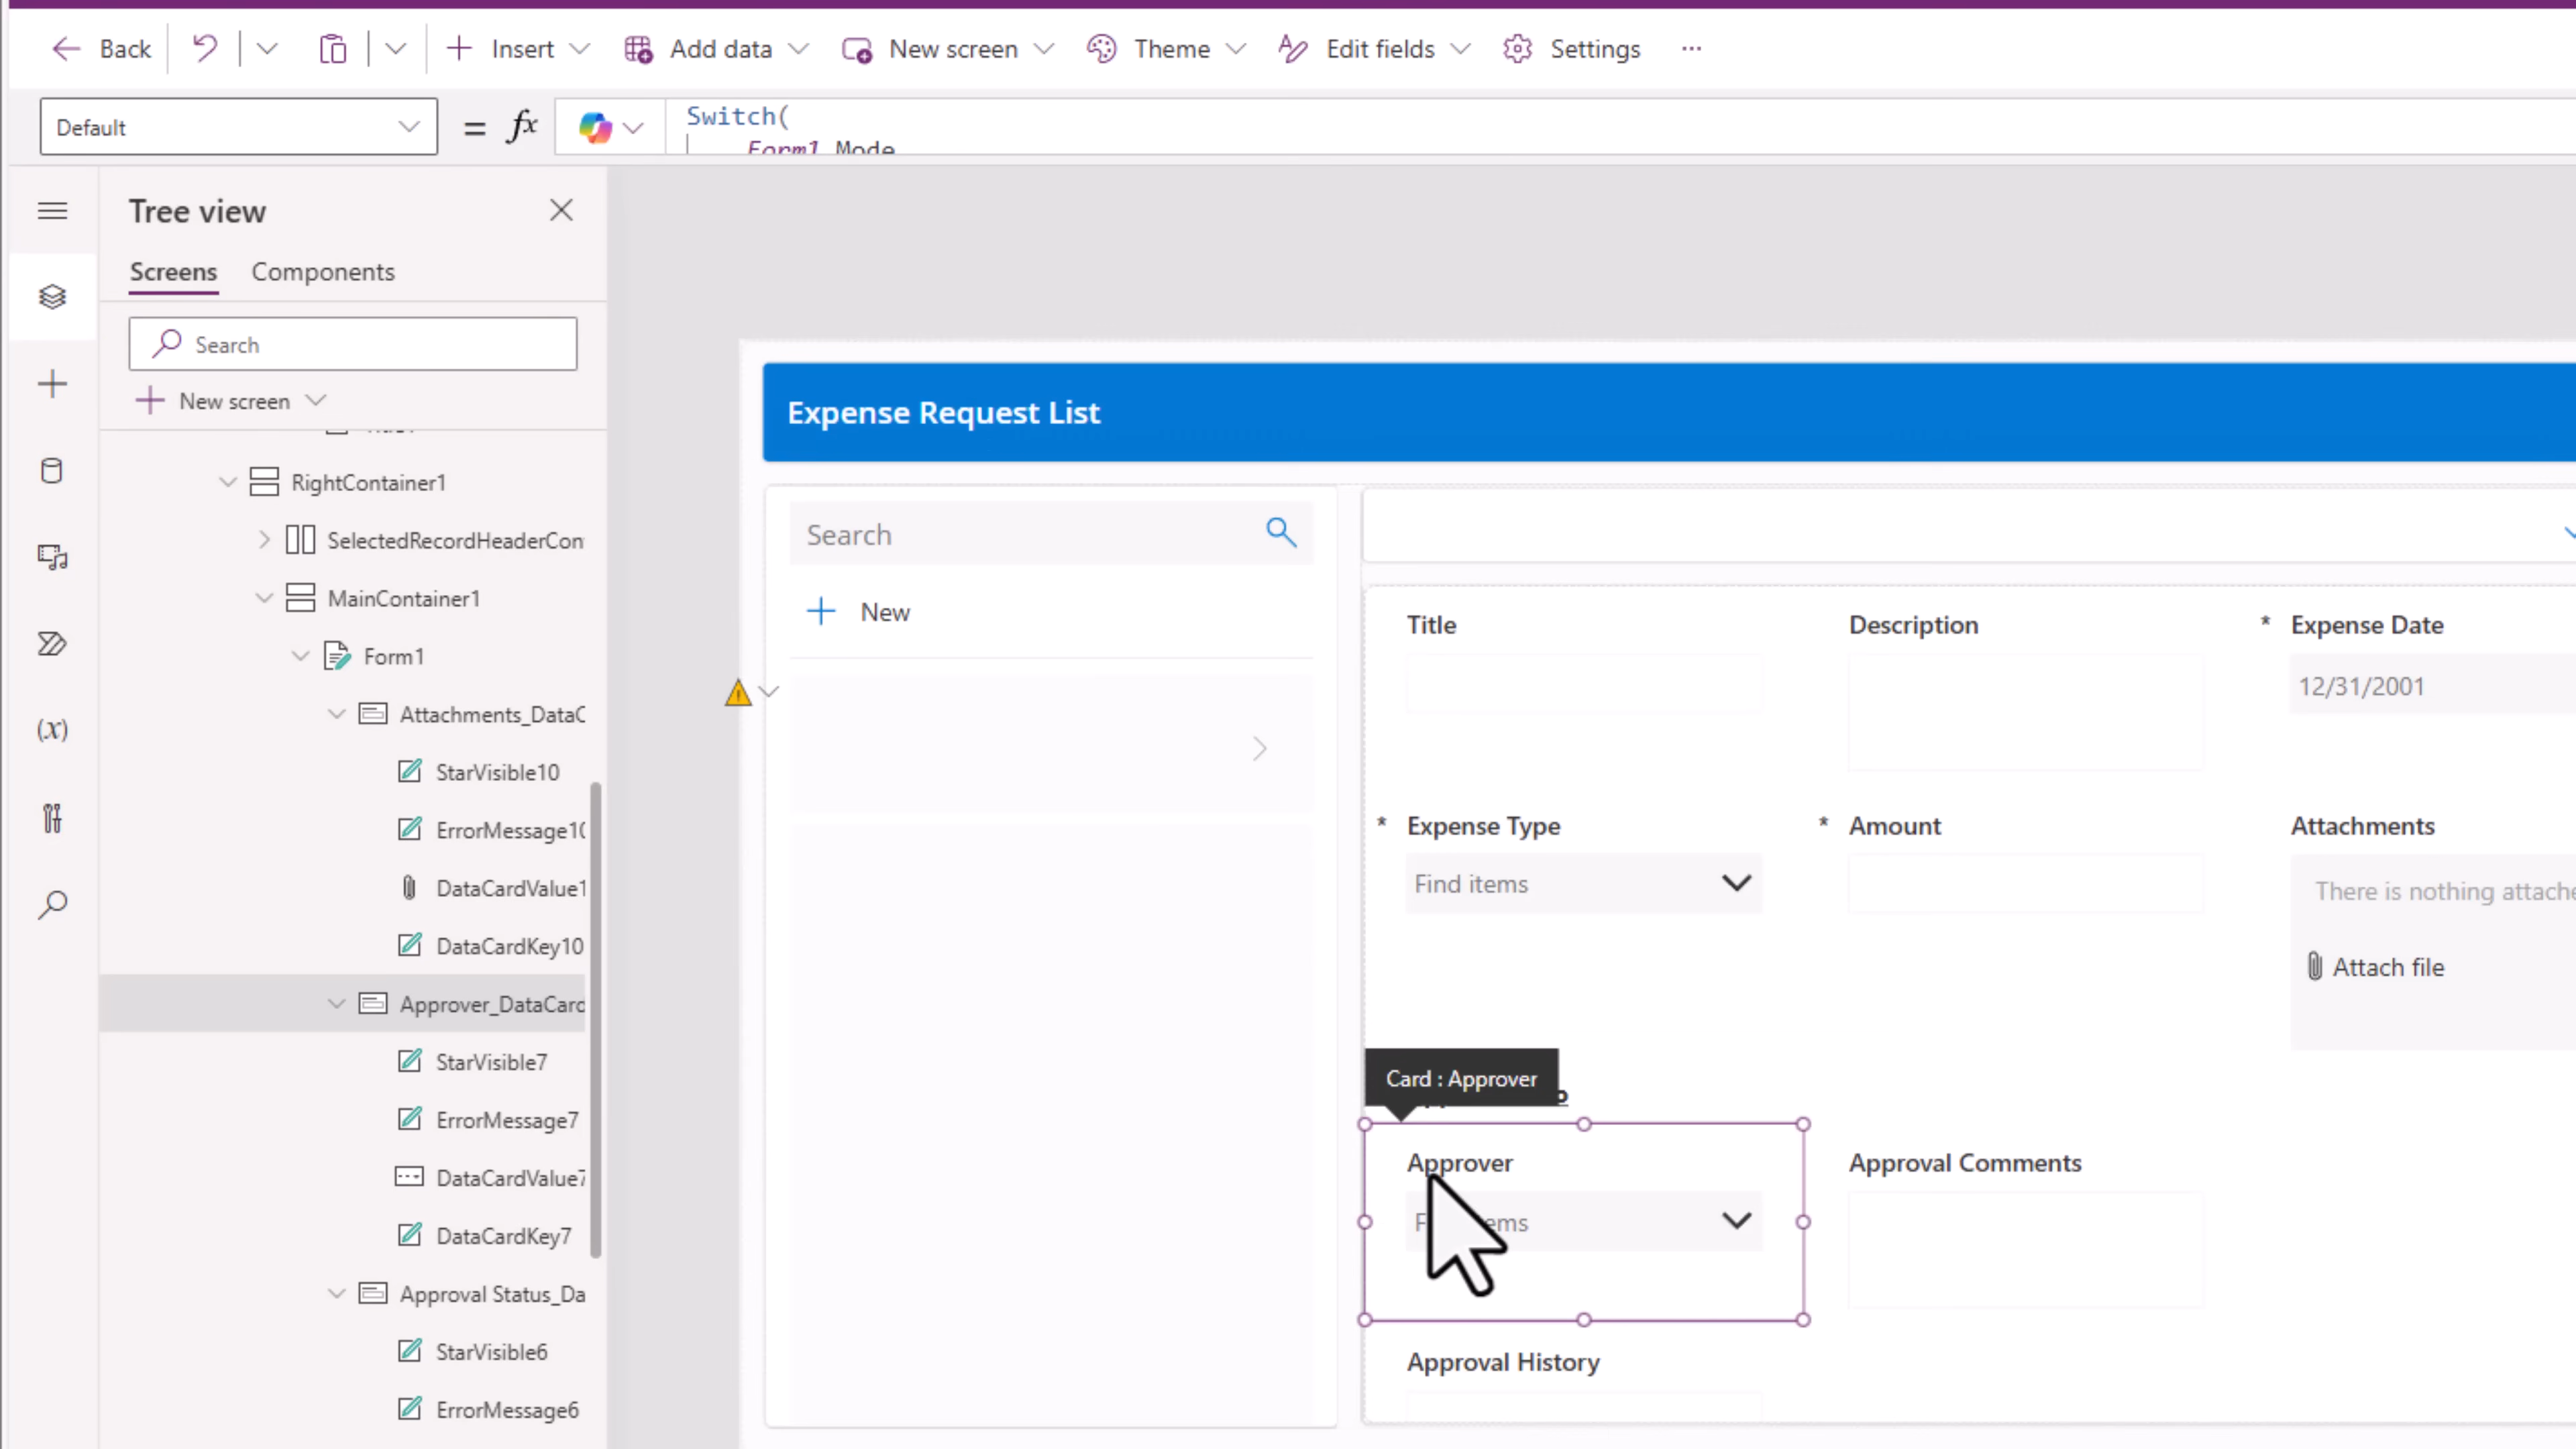 Back
Insert
Add data
New screen
Theme
Edit fields
Settings
...
Default
= fx
Switch(
Form1.Mode
Tree view
Screens
Components
Search
New screen
RightContainer1
SelectedRecordHeaderCon
MainContainer1
Form1
Attachments_DataC
StarVisible10
ErrorMessage10
DataCardValue1
DataCardKey10
Approver_DataCard
StarVisible7
ErrorMessage7
DataCardValue7
DataCardKey7
Approval Status_Da
StarVisible6
ErrorMessage6
(x)
Expense Request List
Search
New
Title
Description
* Expense Date
12/31/2001
* Expense Type
Find items
* Amount
Attachments
There is nothing attache
Attach file
Card : Approver
Approver
Approval Comments
Approval History